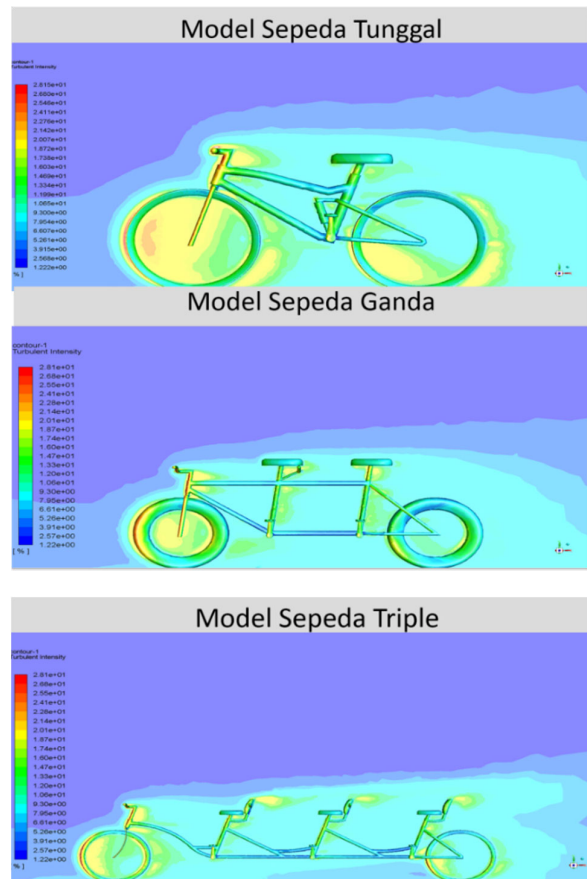 Model Sepeda Tunggal
contour-1
Turbulent Intensity
2.815e+01
2.680e+01
2.546e+01
2.411e+01
2.276e+01
2.142e+01
2.007e+01
1.872e+01
1.738e+01
1.603e+01
1.469e+01
1.334e+01
1.199e+01
1.065e+01
9.300e+00
7.954e+00
6.607e+00
5.261e+00
3.915e+00
2.568e+00
1.222e+00
[ % ]
Model Sepeda Ganda
contour-1
Turbulent Intensity
2.81e+01
2.68e+01
2.55e+01
2.41e+01
2.28e+01
2.14e+01
2.01e+01
1.87e+01
1.74e+01
1.60e+01
1.47e+01
1.33e+01
1.20e+01
1.06e+01
9.30e+00
7.95e+00
6.61e+00
5.26e+00
3.91e+00
2.57e+00
1.22e+00
[ % ]
Model Sepeda Triple
contour-1
Turbulent Intensity
2.81e+01
2.68e+01
2.55e+01
2.41e+01
2.28e+01
2.14e+01
2.01e+01
1.87e+01
1.74e+01
1.60e+01
1.47e+01
1.33e+01
1.20e+01
1.06e+01
9.30e+00
7.95e+00
6.61e+00
5.26e+00
3.91e+00
2.57e+00
1.22e+00
[ % ]